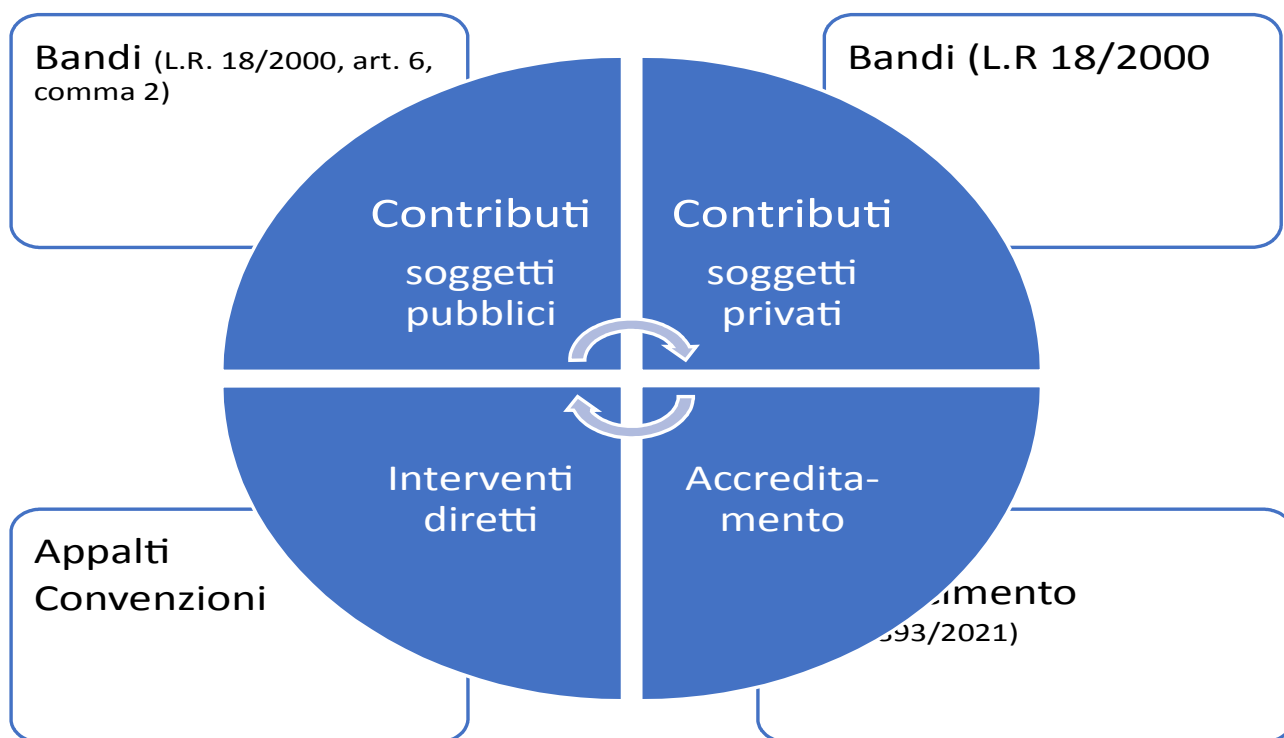 Bandi (L.R. 18/2000, art. 6,
comma 2)
Bandi (L.R 18/2000
Contributi
soggetti
pubblici
Contributi
soggetti
privati
Interventi
diretti
Accredita-
mento
Appalti
Convenzioni